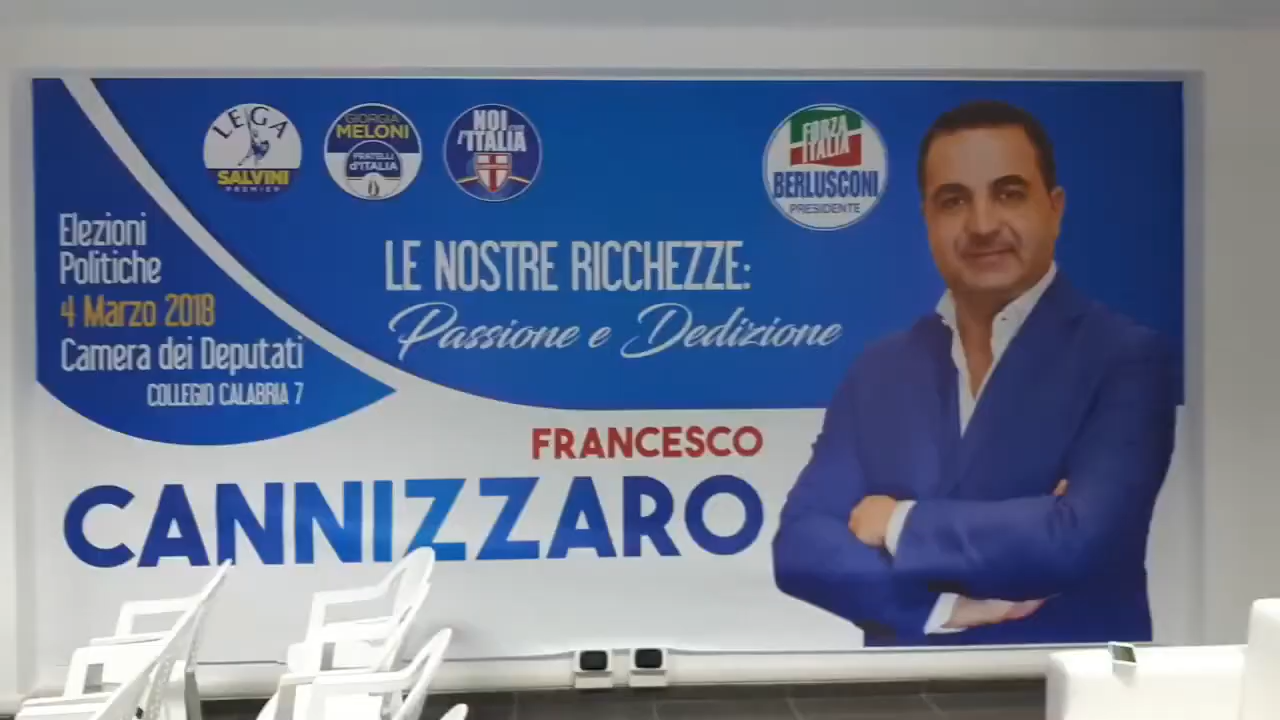 LEGA
SALVINI
PREMIER
GIORGIA
MELONI
FRATELLI
d'ITALIA
NOI
l'ITALIA
FORZA
ITALIA
BERLUSCONI
PRESIDENTE
Elezioni
Politiche
4 Marzo 2018
Camera dei Deputati
COLLEGIO CALABRIA 7
LE NOSTRE RICCHEZZE:
Passione e Dedizione
FRANCESCO
CANNIZZARO